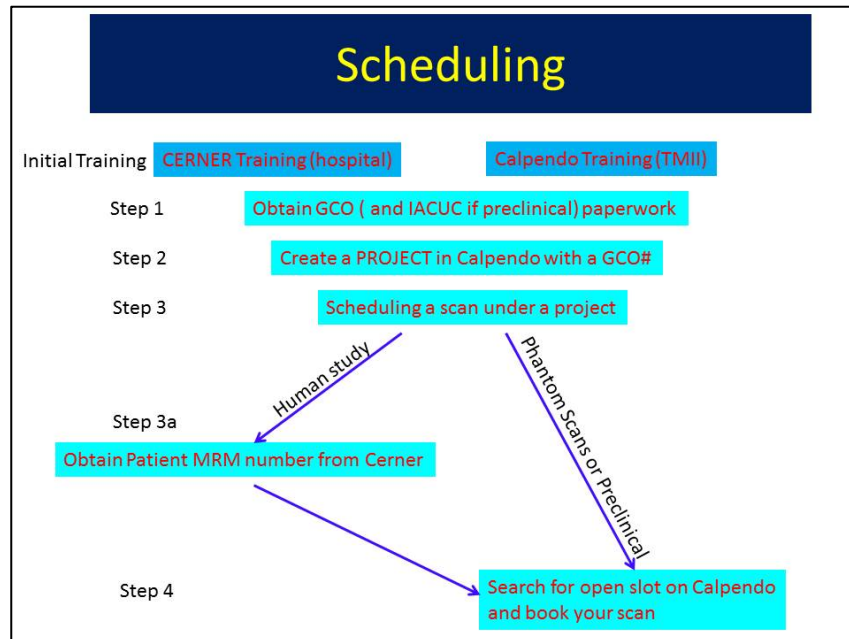 Scheduling
Initial Training
CERNER Training (hospital)
Calpendo Training (TMII)
Step 1
Obtain GCO ( and IACUC if preclinical) paperwork
Step 2
Create a PROJECT in Calpendo with a GCO#
Step 3
Scheduling a scan under a project
Human study
Phantom Scans or Preclinical
Step 3a
Obtain Patient MRM number from Cerner
Step 4
Search for open slot on Calpendo
and book your scan